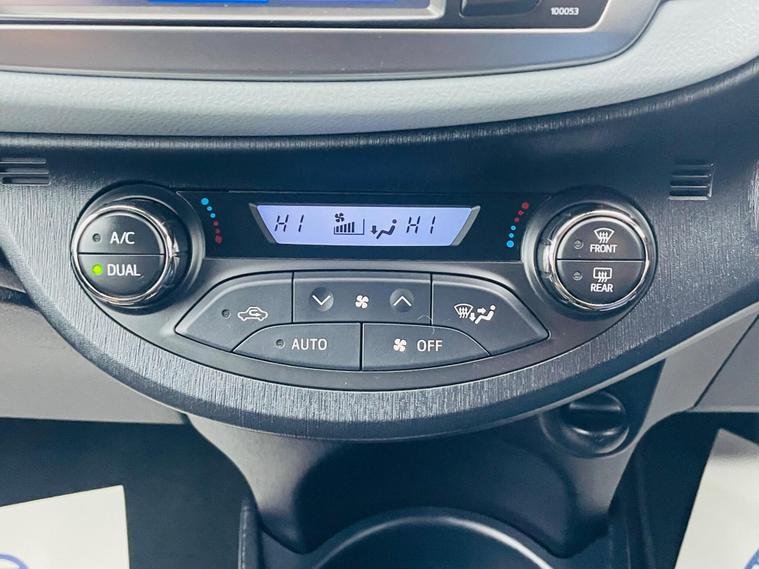 100053
HI HI
A/C
DUAL
FRONT
REAR
AUTO
OFF